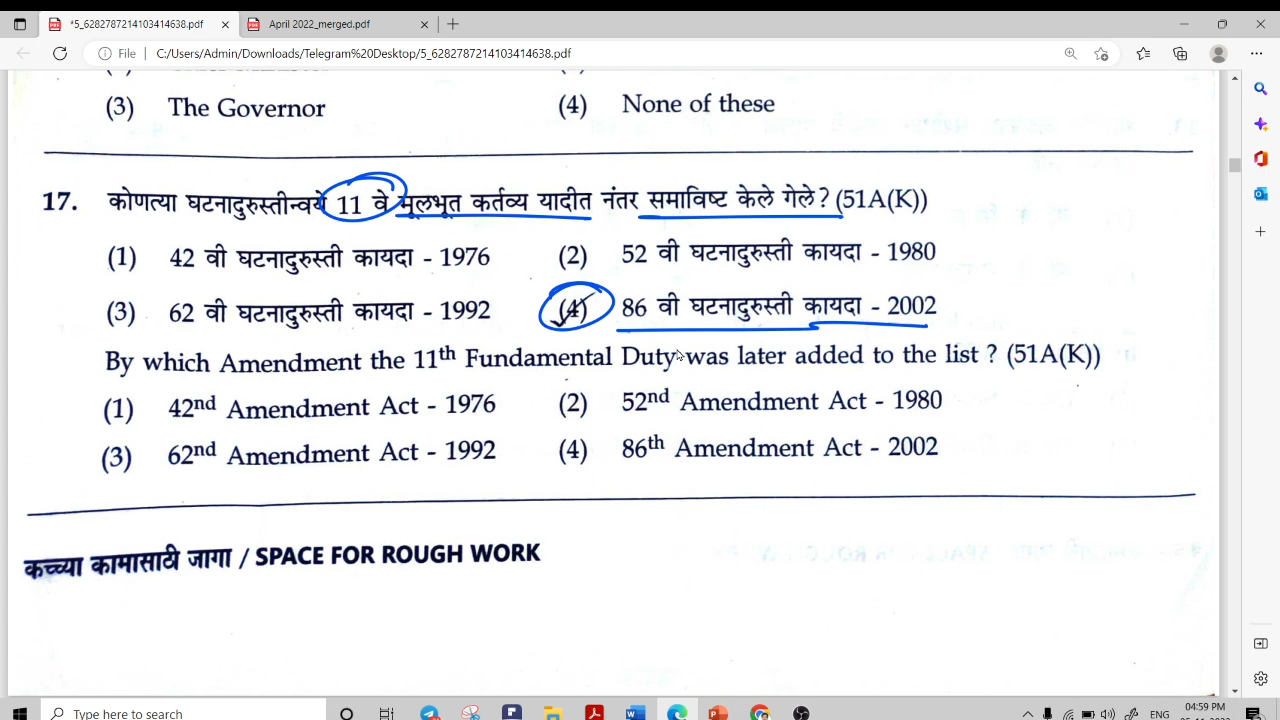 *5_6282787214103414638.pdf
April 2022_merged.pdf
File C:/Users/Admin/Downloads/Telegram%20Desktop/5_6282787214103414638.pdf
(3) The Governor (4) None of these
17. कोणत्या घटनादुरुस्तीन्वये 11 वे मूलभूत कर्तव्य यादीत नंतर समाविष्ट केले गेले? (51A(K))
(1) 42 वी घटनादुरुस्ती कायदा - 1976 (2) 52 वी घटनादुरुस्ती कायदा - 1980
(3) 62 वी घटनादुरुस्ती कायदा - 1992 (4) 86 वी घटनादुरुस्ती कायदा - 2002
By which Amendment the 11th Fundamental Duty was later added to the list ? (51A(K))
(1) 42nd Amendment Act - 1976 (2) 52nd Amendment Act - 1980
(3) 62nd Amendment Act - 1992 (4) 86th Amendment Act - 2002
कच्च्या कामासाठी जागा / SPACE FOR ROUGH WORK
Type here to search
ENG
04:59 PM